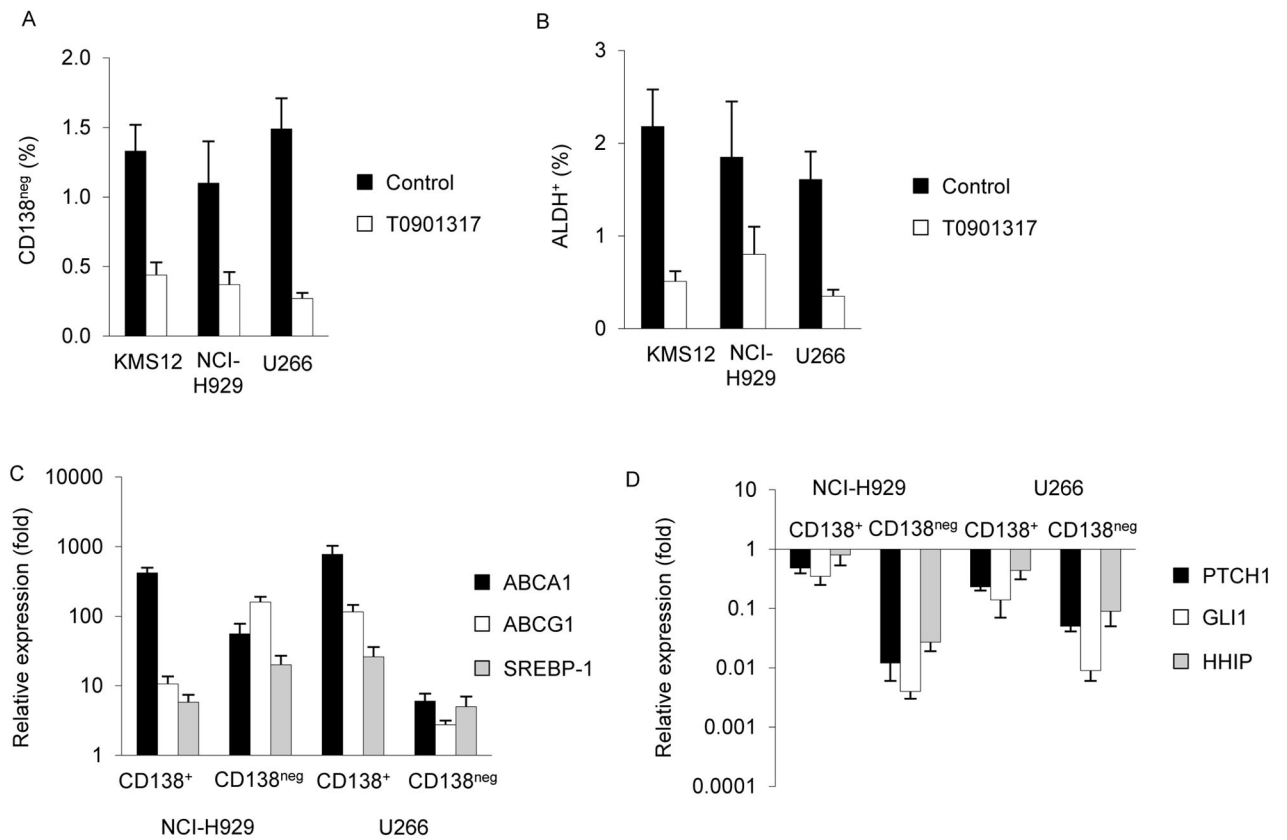 A
2.0
1.5
1.0
0.5
0.0
CD138ⁿᵉᵍ (%)
KMS12
NCI-
H929
U266
Control
T0901317
B
3
2
1
0
ALDH⁺ (%)
KMS12
NCI-
H929
U266
Control
T0901317
C
10000
1000
100
10
1
Relative expression (fold)
CD138⁺ CD138ⁿᵉᵍ CD138⁺ CD138ⁿᵉᵍ
NCI-H929 U266
ABCA1
ABCG1
SREBP-1
D
NCI-H929 U266
CD138⁺ CD138ⁿᵉᵍ CD138⁺ CD138ⁿᵉᵍ
10
1
0.1
0.01
0.001
0.0001
Relative expression (fold)
PTCH1
GLI1
HHIP